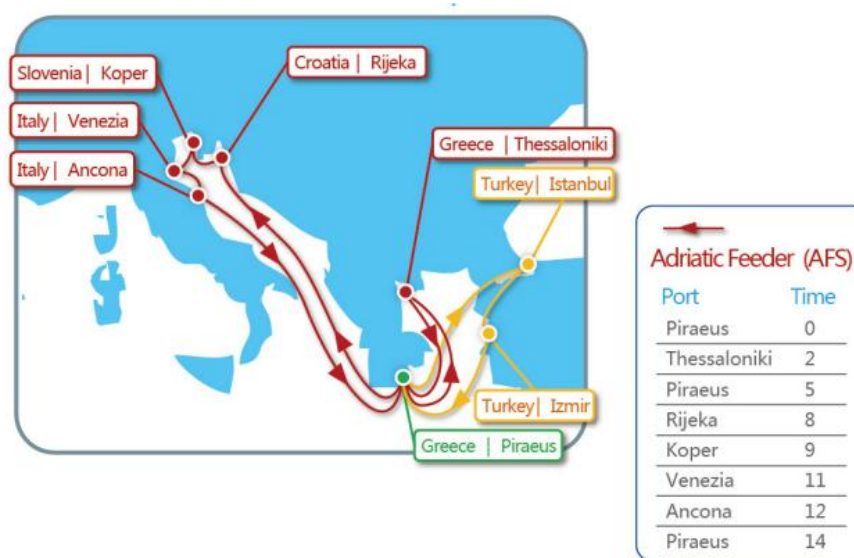 Slovenia | Koper
Croatia | Rijeka
Italy | Venezia
Greece | Thessaloniki
Italy | Ancona
Turkey | Istanbul
Turkey | Izmir
Greece | Piraeus
Adriatic Feeder (AFS)
Port Time
Piraeus 0
Thessaloniki 2
Piraeus 5
Rijeka 8
Koper 9
Venezia 11
Ancona 12
Piraeus 14